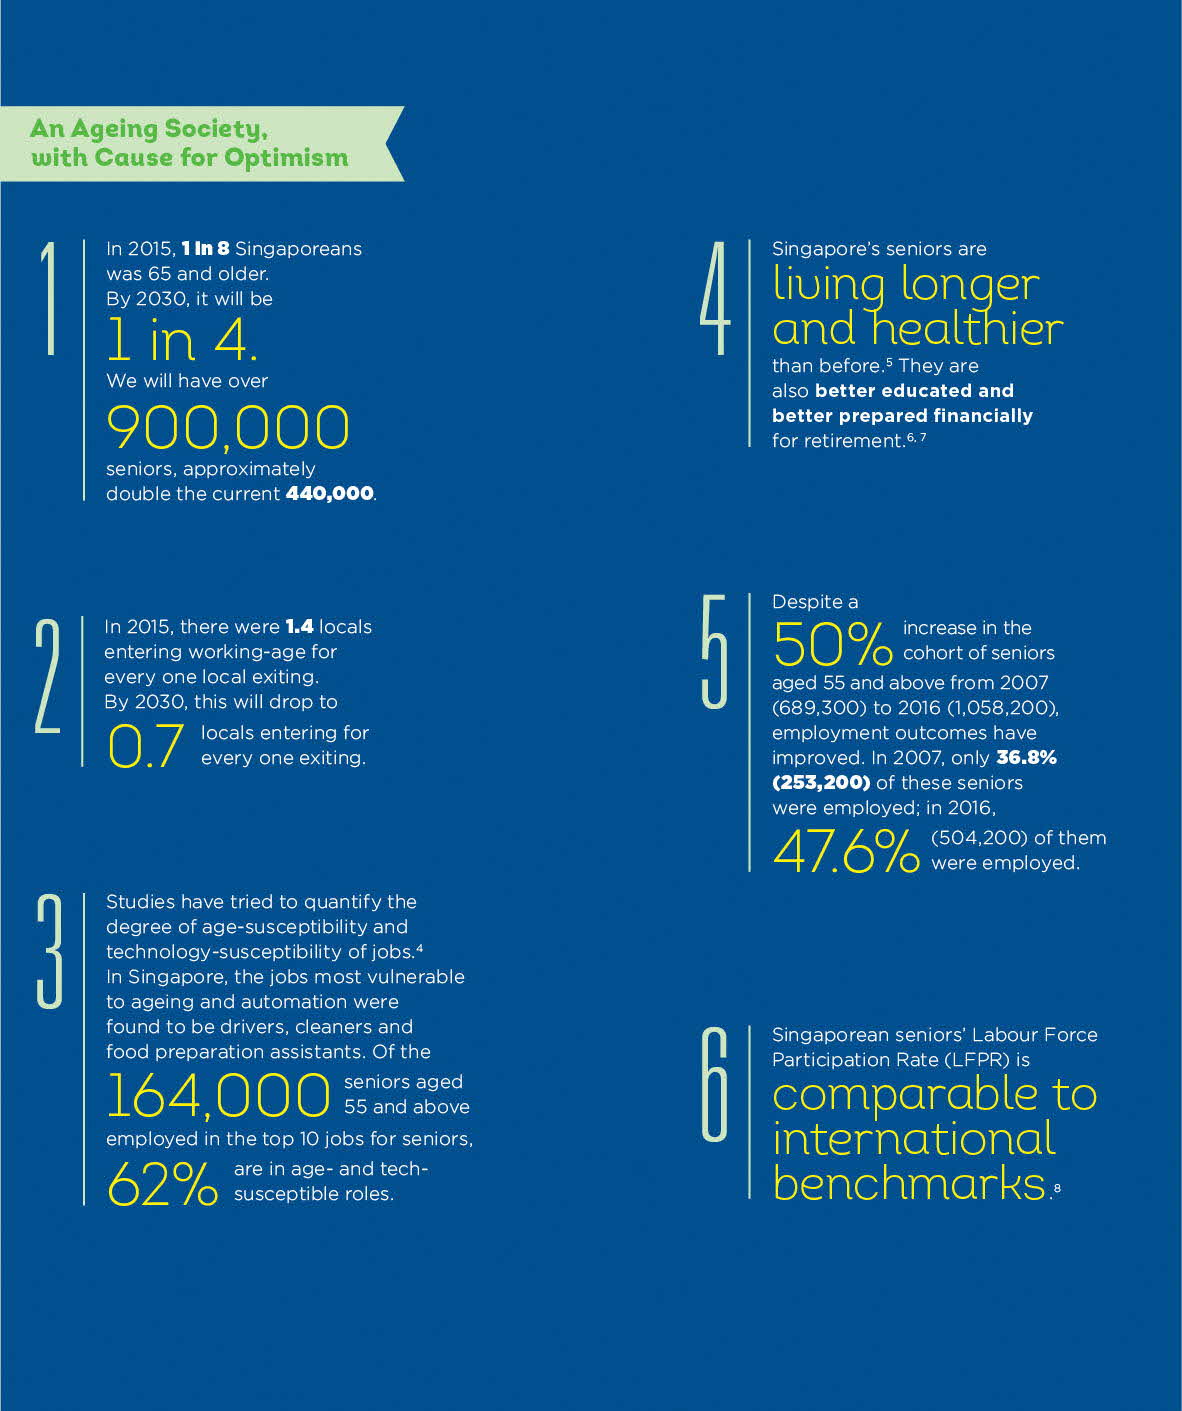 An Ageing Society,
with Cause for Optimism
1
In 2015, 1 in 8 Singaporeans
was 65 and older.
By 2030, it will be
1 in 4.
We will have over
900,000
seniors, approximately
double the current 440,000.
2
In 2015, there were 1.4 locals
entering working-age for
every one local exiting.
By 2030, this will drop to
0.7 locals entering for
every one exiting.
3
Studies have tried to quantify the
degree of age-susceptibility and
technology-susceptibility of jobs.⁴
In Singapore, the jobs most vulnerable
to ageing and automation were
found to be drivers, cleaners and
food preparation assistants. Of the
164,000 seniors aged
55 and above
employed in the top 10 jobs for seniors,
62% are in age- and tech-
susceptible roles.
4
Singapore's seniors are
living longer
and healthier
than before.⁵ They are
also better educated and
better prepared financially
for retirement.⁶,⁷
5
Despite a
50% increase in the
cohort of seniors
aged 55 and above from 2007
(689,300) to 2016 (1,058,200),
employment outcomes have
improved. In 2007, only 36.8%
(253,200) of these seniors
were employed; in 2016,
47.6% (504,200) of them
were employed.
6
Singaporean seniors' Labour Force
Participation Rate (LFPR) is
comparable to
international
benchmarks.⁸